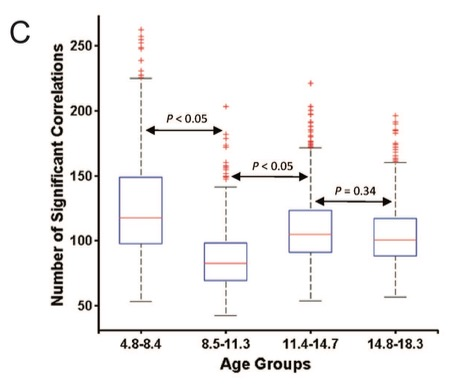 C
Number of Significant Correlations
250
200
150
100
50
P < 0.05
P < 0.05
P = 0.34
4.8-8.4 8.5-11.3 11.4-14.7 14.8-18.3
Age Groups